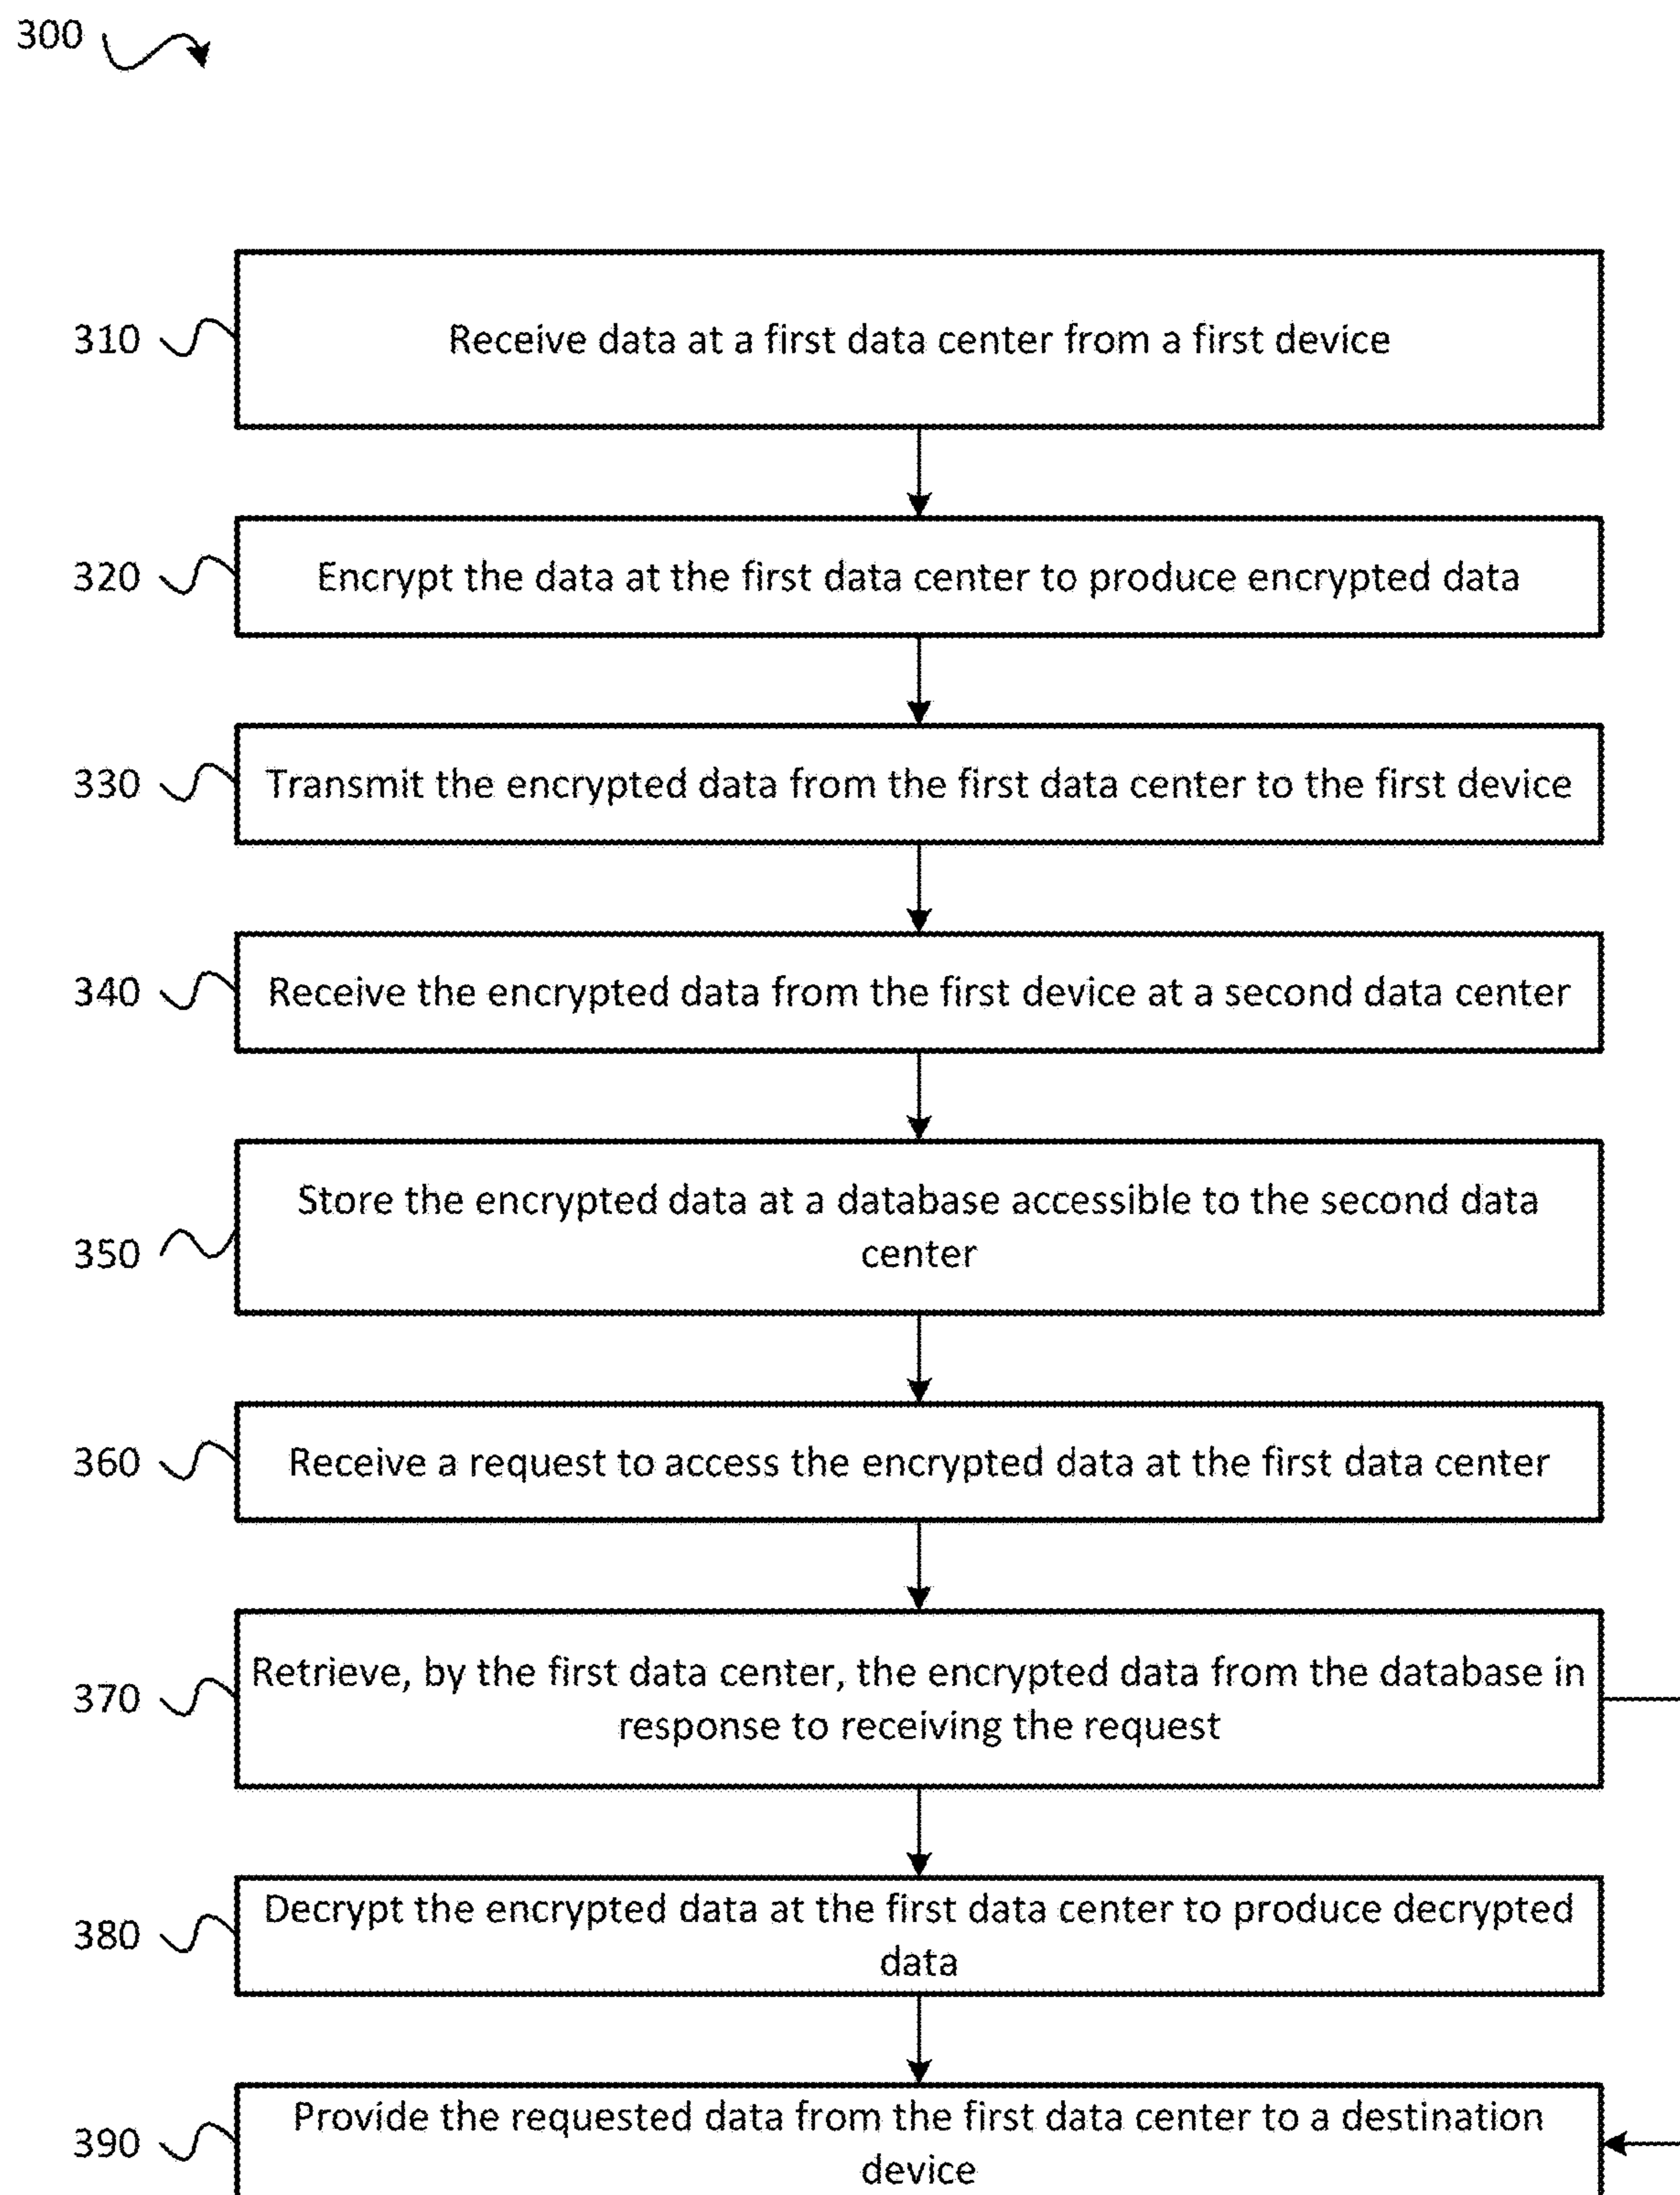 300
310
Receive data at a first data center from a first device
320
Encrypt the data at the first data center to produce encrypted data
330
Transmit the encrypted data from the first data center to the first device
340
Receive the encrypted data from the first device at a second data center
350
Store the encrypted data at a database accessible to the second data
center
360
Receive a request to access the encrypted data at the first data center
370
Retrieve, by the first data center, the encrypted data from the database in
response to receiving the request
380
Decrypt the encrypted data at the first data center to produce decrypted
data
390
Provide the requested data from the first data center to a destination
device